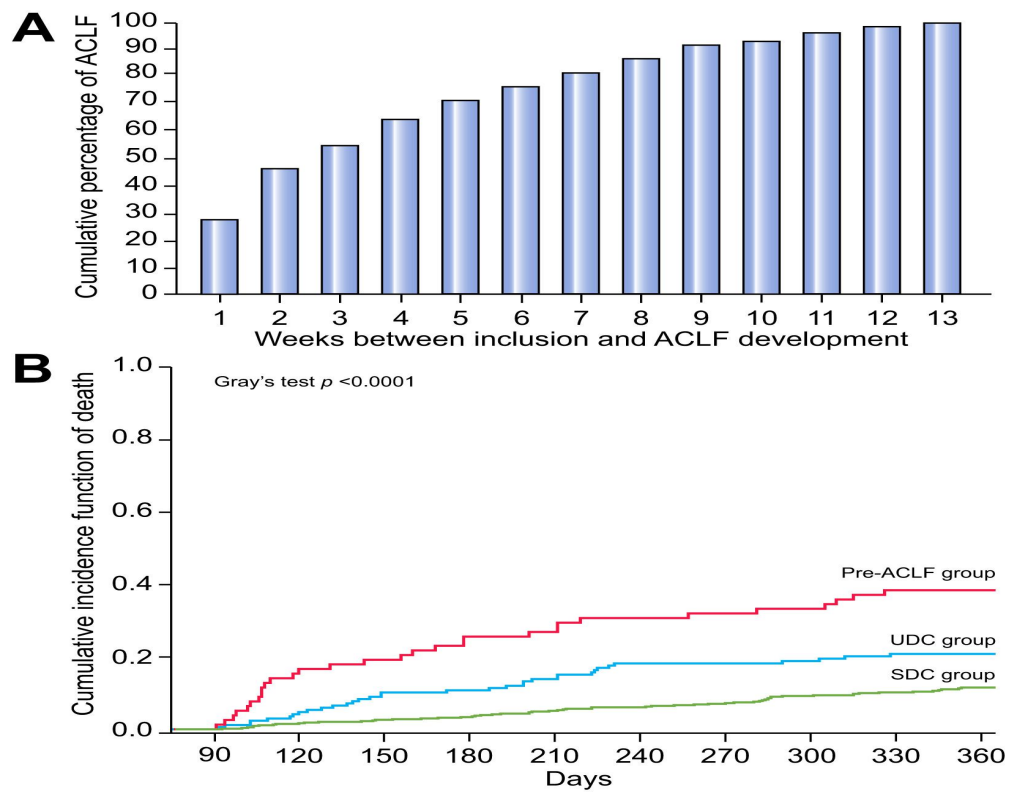 A
Cumulative percentage of ACLF
100
90
80
70
60
50
40
30
20
10
0
1 2 3 4 5 6 7 8 9 10 11 12 13
Weeks between inclusion and ACLF development
B
Cumulative incidence function of death
1.0
0.8
0.6
0.4
0.2
0.0
Gray's test p <0.0001
Pre-ACLF group
UDC group
SDC group
90 120 150 180 210 240 270 300 330 360
Days